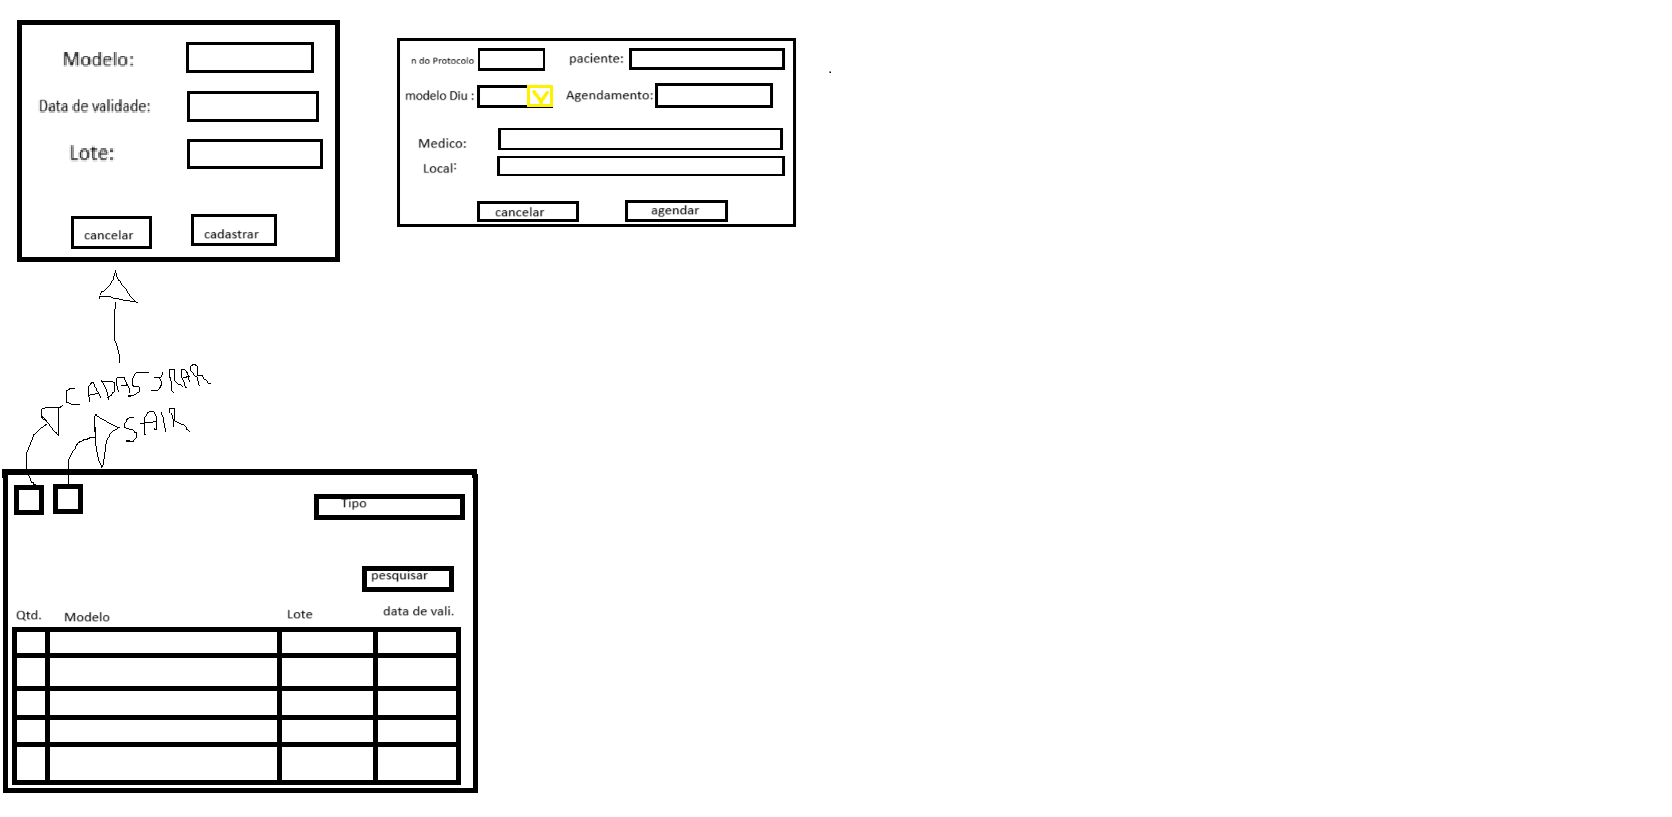 Modelo:
Data de validade:
Lote:
cancelar cadastrar
n do Protocolo paciente:
modelo Diu : Agendamento:
Medico:
Local:
cancelar agendar
CADASTRAR
SAIR
Tipo
pesquisar
Qtd. Modelo Lote data de vali.